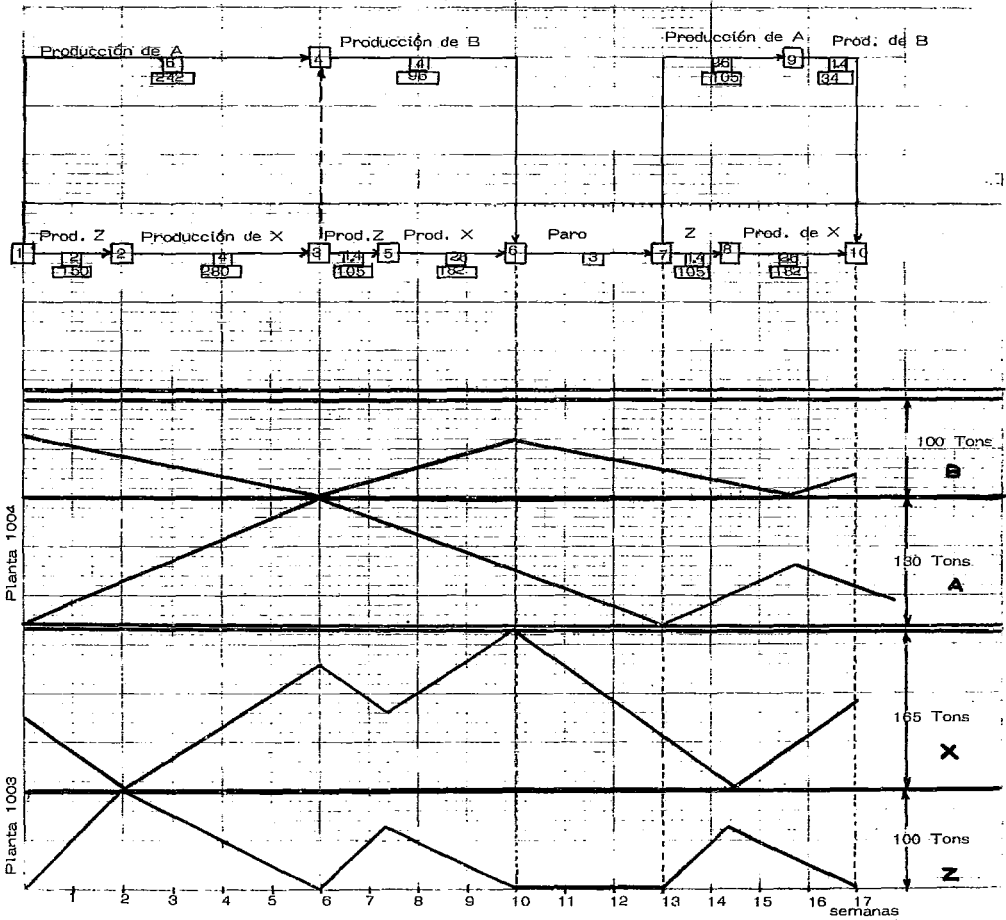 Producción de A
Producción de B
Producción de A
Prod. de B
4
9
6
242
4
96
105
1.4
34
Prod. Z
Producción de X
Prod.Z
Prod. X
Paro
Z
Prod. de X
1
2
3
5
6
7
8
10
2
150
4
280
1.4
105
182
3
1.4
105
182
100 Tons
B
Planta 1004
130 Tons
A
165 Tons
X
Planta 1003
100 Tons
Z
1 2 3 4 5 6 7 8 9 10 11 12 13 14 15 16 17
semanas